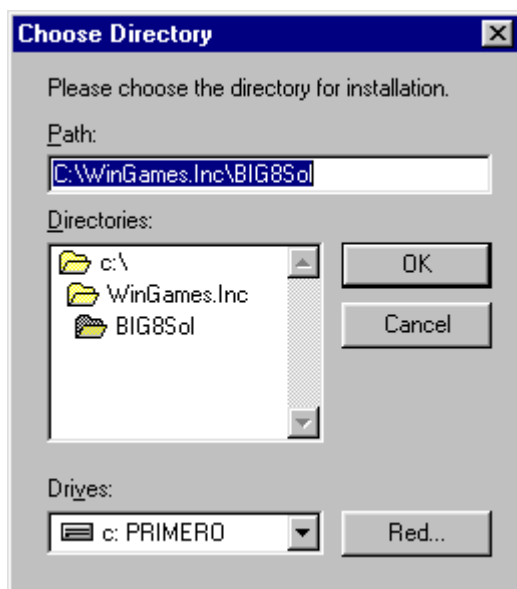 Choose Directory
Please choose the directory for installation.
Path:
C:\WinGames.Inc\BIG8Sol
Directories:
c:\
WinGames.Inc
BIG8Sol
OK
Cancel
Drives:
c: PRIMERO
Red...